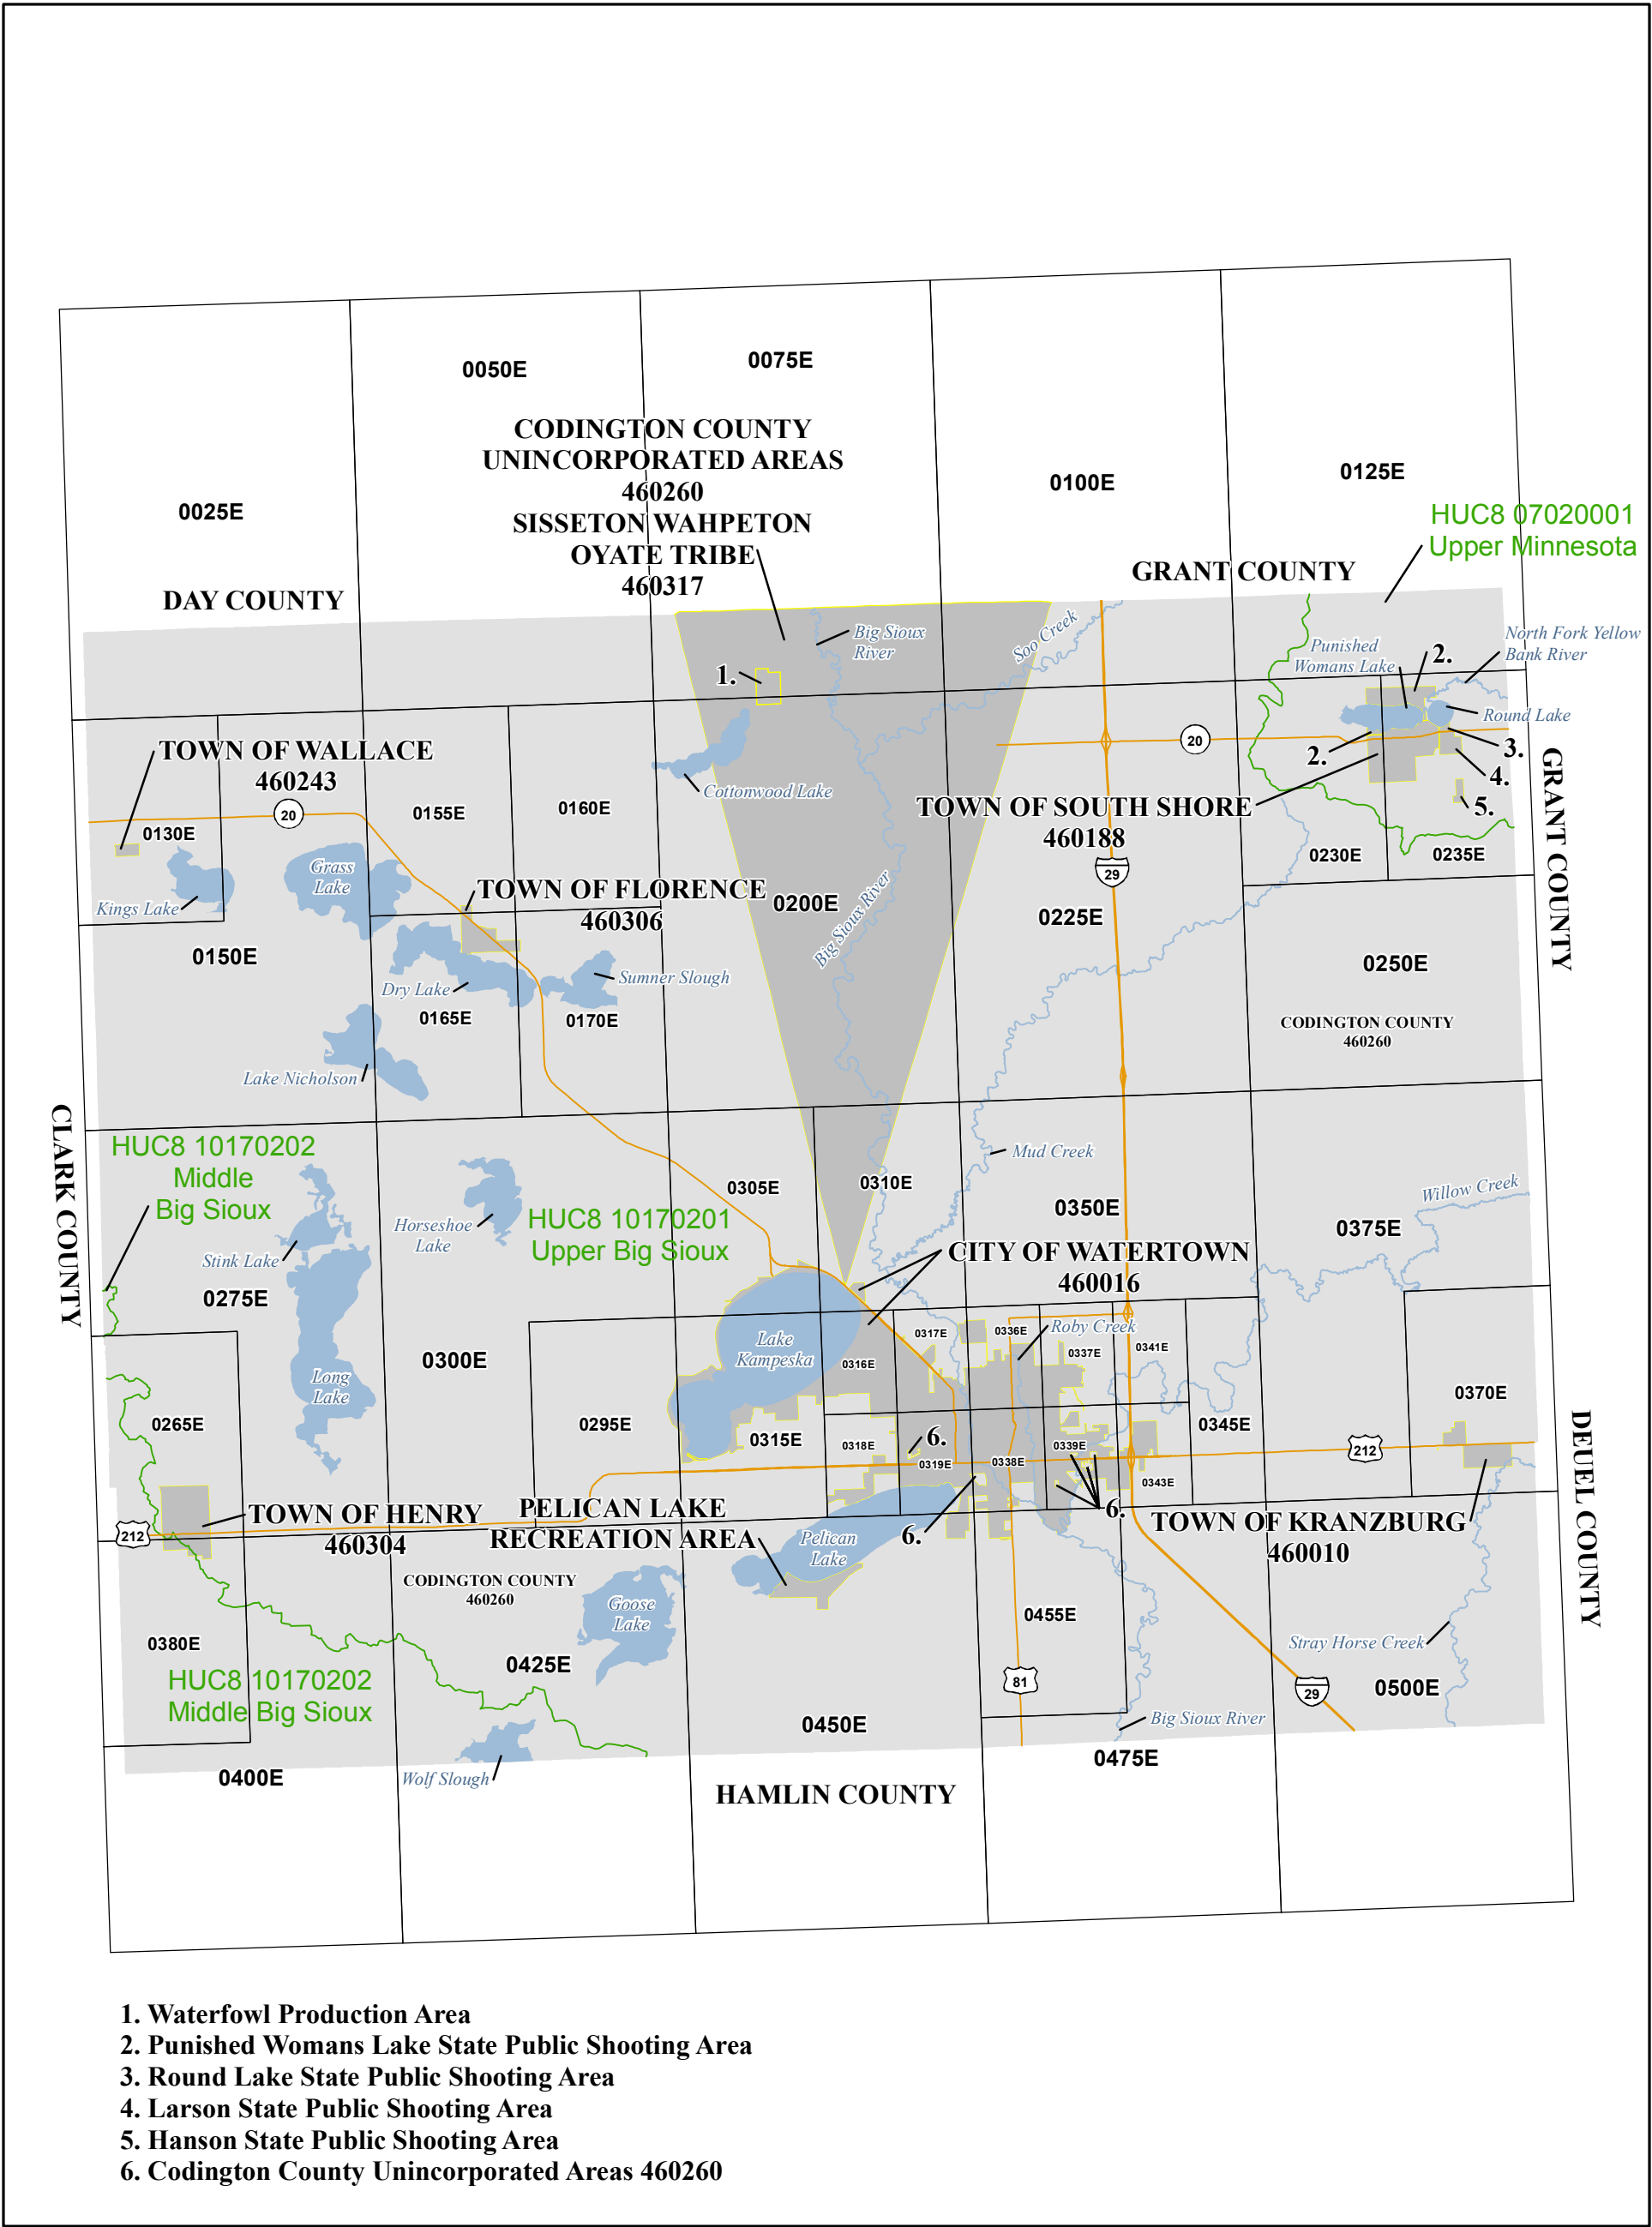 0050E
0075E
CODINGTON COUNTY
UNINCORPORATED AREAS
460260
SISSETON WAHPETON
OYATE TRIBE
460317
0025E
0100E
0125E
HUC8 07020001
Upper Minnesota
DAY COUNTY
GRANT COUNTY
Big Sioux
River
Soo Creek
Punished
Womans Lake
North Fork Yellow
Bank River
1.
2.
Round Lake
20
2.
3.
4.
5.
TOWN OF WALLACE
460243
20
0130E
0155E
0160E
Cottonwood Lake
TOWN OF SOUTH SHORE
460188
29
0230E
0235E
GRANT COUNTY
Kings Lake
Grass
Lake
TOWN OF FLORENCE
460306
0200E
Big Sioux River
0225E
0150E
0250E
Dry Lake
Sumner Slough
0165E
0170E
CODINGTON COUNTY
460260
Lake Nicholson
CLARK COUNTY
HUC8 10170202
Middle
Big Sioux
Mud Creek
0305E
0310E
0350E
Willow Creek
0375E
Horseshoe
Lake
HUC8 10170201
Upper Big Sioux
Stink Lake
CITY OF WATERTOWN
460016
0275E
Lake
Kampeska
0317E
0336E
Roby Creek
0337E
0341E
0316E
0300E
Long
Lake
0370E
0265E
0295E
0315E
0318E
6.
0319E
0338E
0339E
0345E
212
0343E
TOWN OF HENRY
460304
212
PELICAN LAKE
RECREATION AREA
Pelican
Lake
6.
6.
TOWN OF KRANZBURG
460010
DEUEL COUNTY
CODINGTON COUNTY
460260
Goose
Lake
0455E
0380E
Stray Horse Creek
0425E
HUC8 10170202
Middle Big Sioux
81
29
0500E
0450E
Big Sioux River
0475E
0400E
Wolf Slough
HAMLIN COUNTY
1. Waterfowl Production Area
2. Punished Womans Lake State Public Shooting Area
3. Round Lake State Public Shooting Area
4. Larson State Public Shooting Area
5. Hanson State Public Shooting Area
6. Codington County Unincorporated Areas 460260